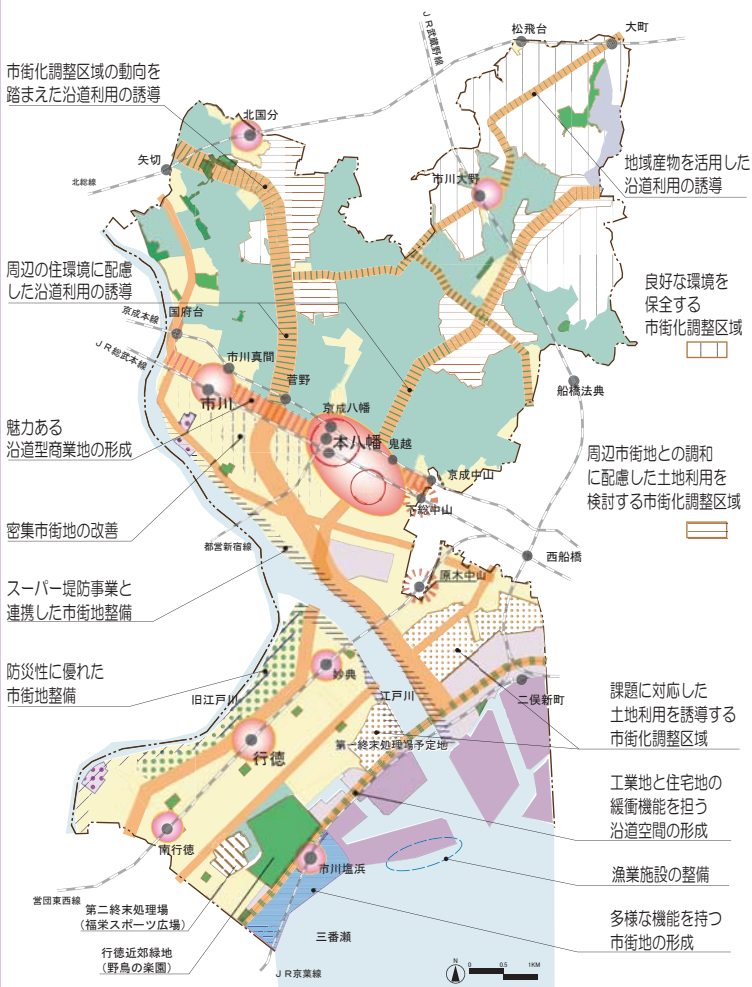 JR武蔵野線
松飛台
大町
市街化調整区域の動向を
踏まえた沿道利用の誘導
北国分
矢切
北総線
市川大野
地域産物を活用した
沿道利用の誘導
周辺の住環境に配慮
した沿道利用の誘導
良好な環境を
保全する
市街化調整区域
国府台
京成本線
JR総武本線
市川真間
菅野
市川
京成八幡
本八幡
鬼越
船橋法典
魅力ある
沿道型商業地の形成
京成中山
下総中山
周辺市街地との調和
に配慮した土地利用を
検討する市街化調整区域
密集市街地の改善
都営新宿線
西船橋
原木中山
スーパー堤防事業と
連携した市街地整備
防災性に優れた
市街地整備
旧江戸川
妙典
江戸川
二俣新町
課題に対応した
土地利用を誘導する
市街化調整区域
行徳
第一終末処理場予定地
工業地と住宅地の
緩衝機能を担う
沿道空間の形成
南行徳
市川塩浜
漁業施設の整備
営団東西線
第二終末処理場
(福栄スポーツ広場)
多様な機能を持つ
市街地の形成
三番瀬
行徳近郊緑地
(野鳥の楽園)
JR京葉線
N
0 0.5 1KM